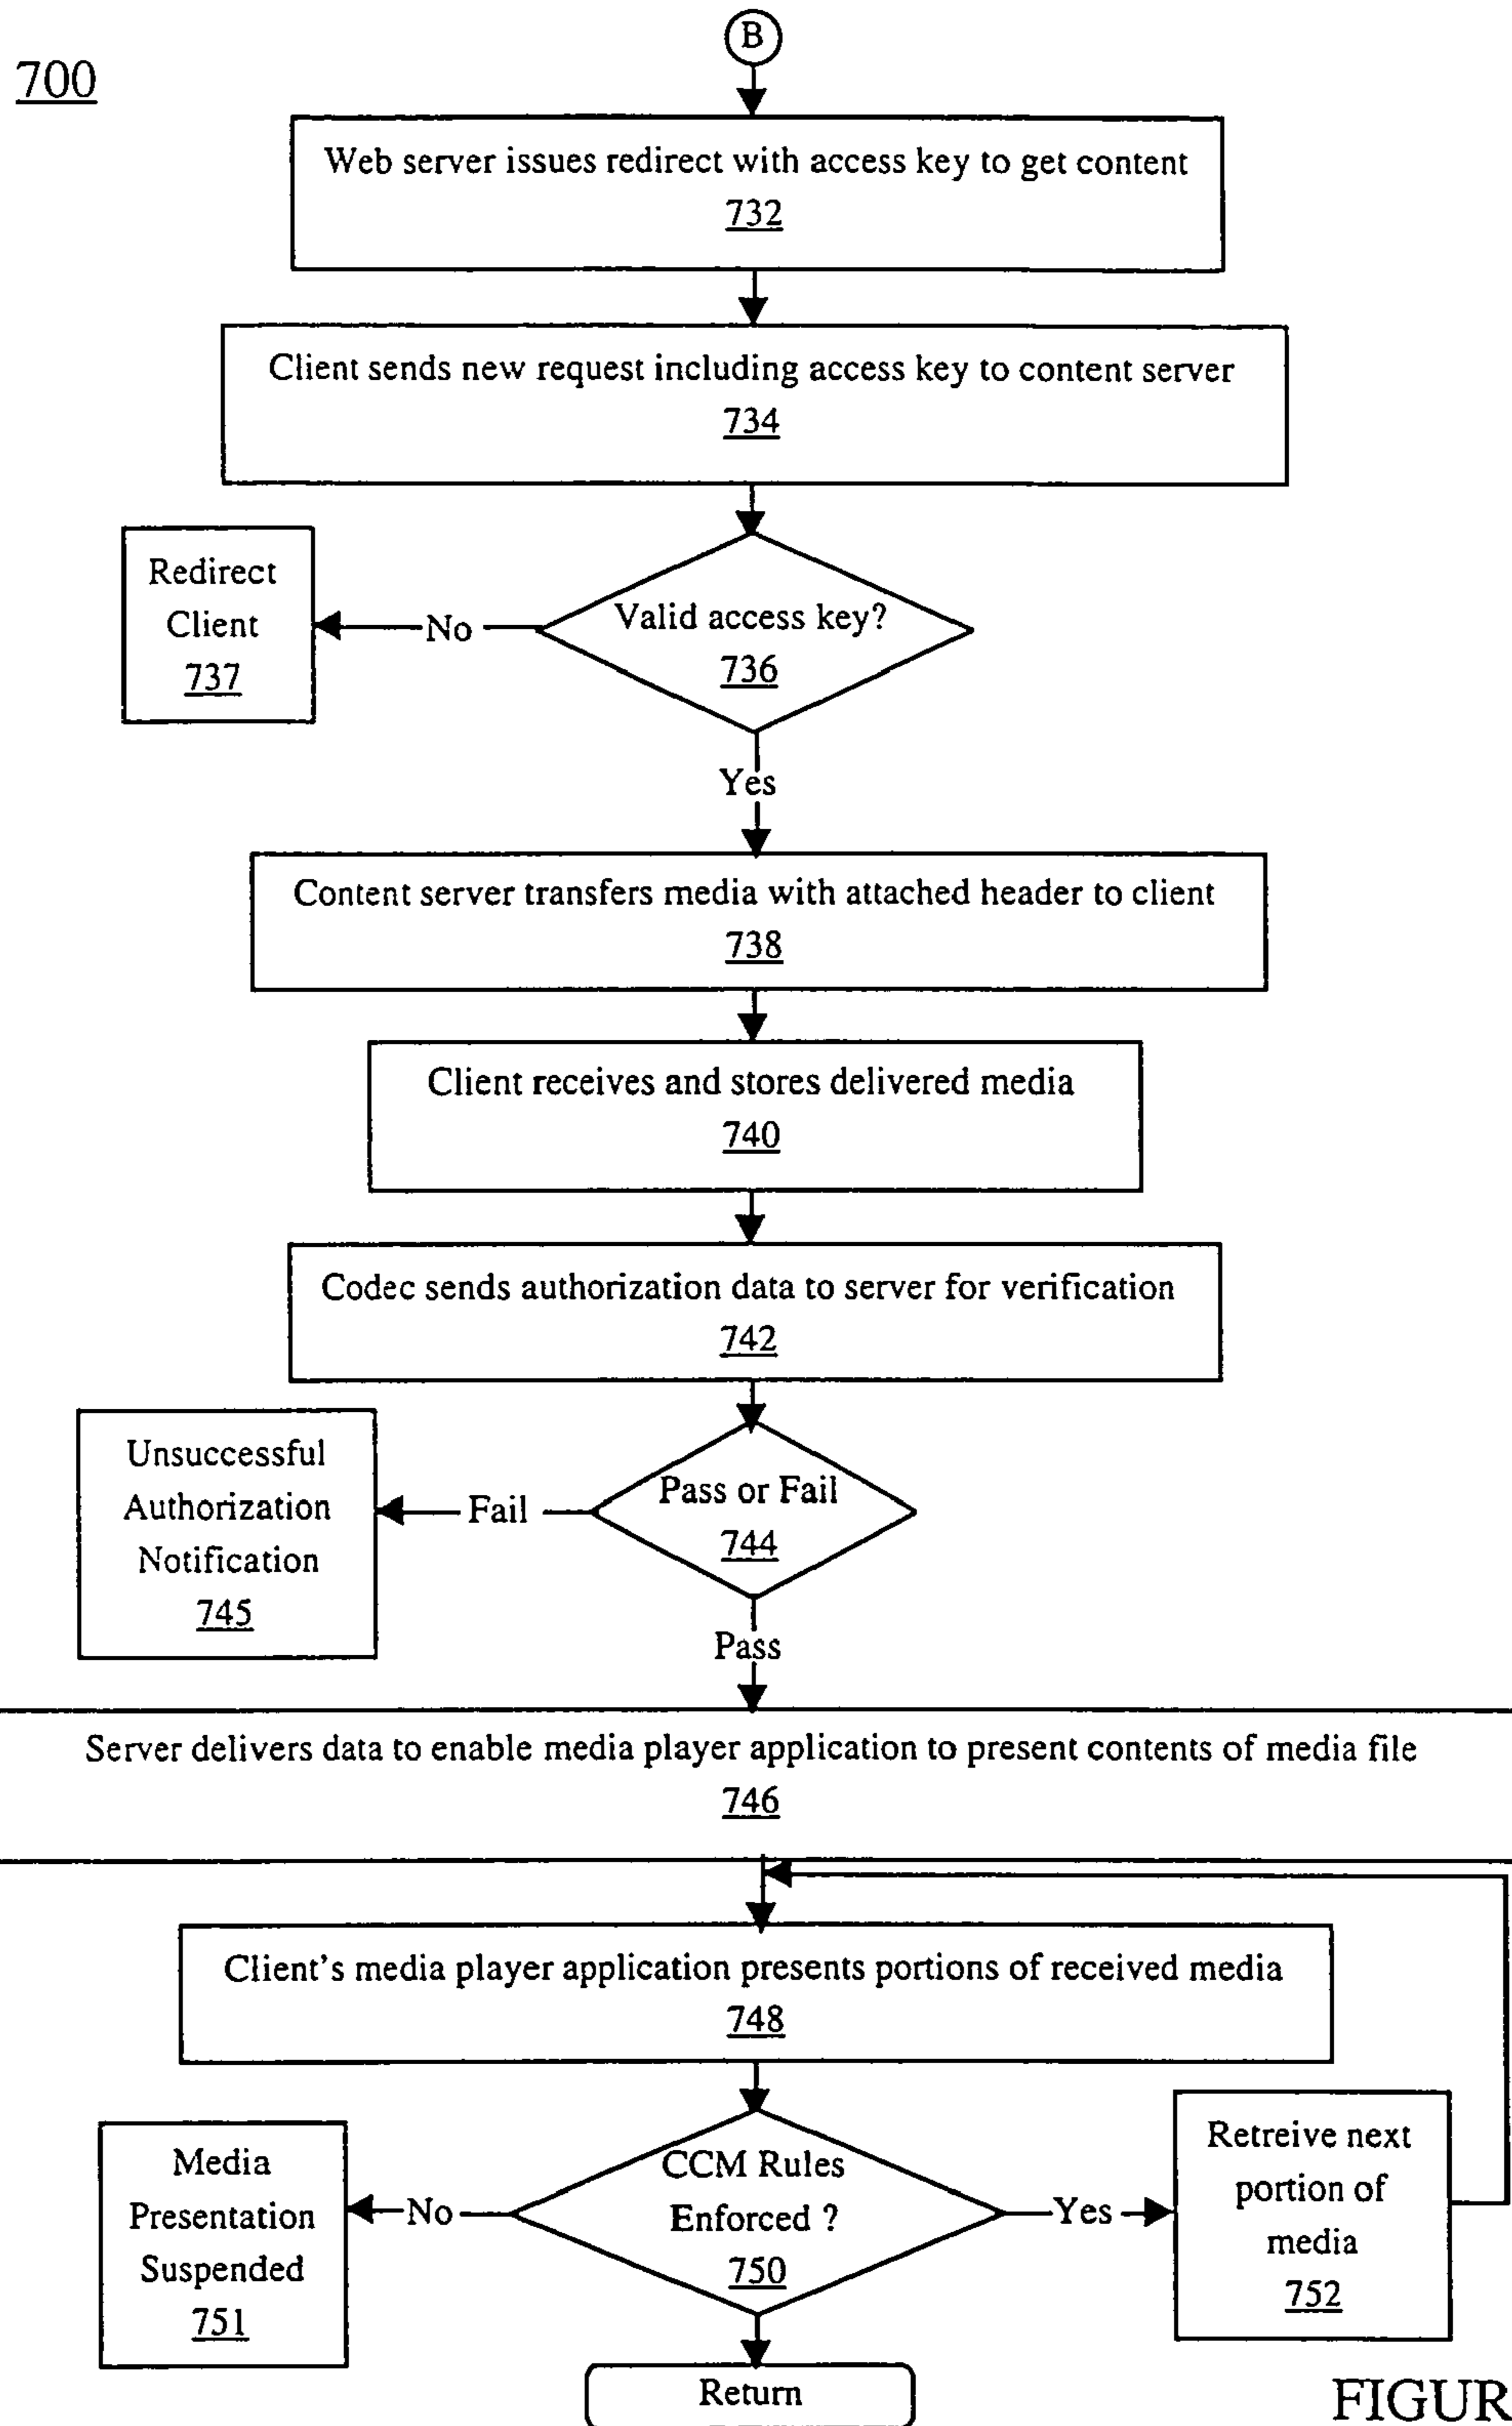 B
700
Web server issues redirect with access key to get content
732
Client sends new request including access key to content server
734
Redirect
Client
737
No
Valid access key?
736
Yes
Content server transfers media with attached header to client
738
Client receives and stores delivered media
740
Codec sends authorization data to server for verification
742
Unsuccessful
Authorization
Notification
745
Fail
Pass or Fail
744
Pass
Server delivers data to enable media player application to present contents of media file
746
Client's media player application presents portions of received media
748
Media
Presentation
Suspended
751
No
CCM Rules
Enforced ?
750
Yes
Retreive next
portion of
media
752
Return
FIGUR